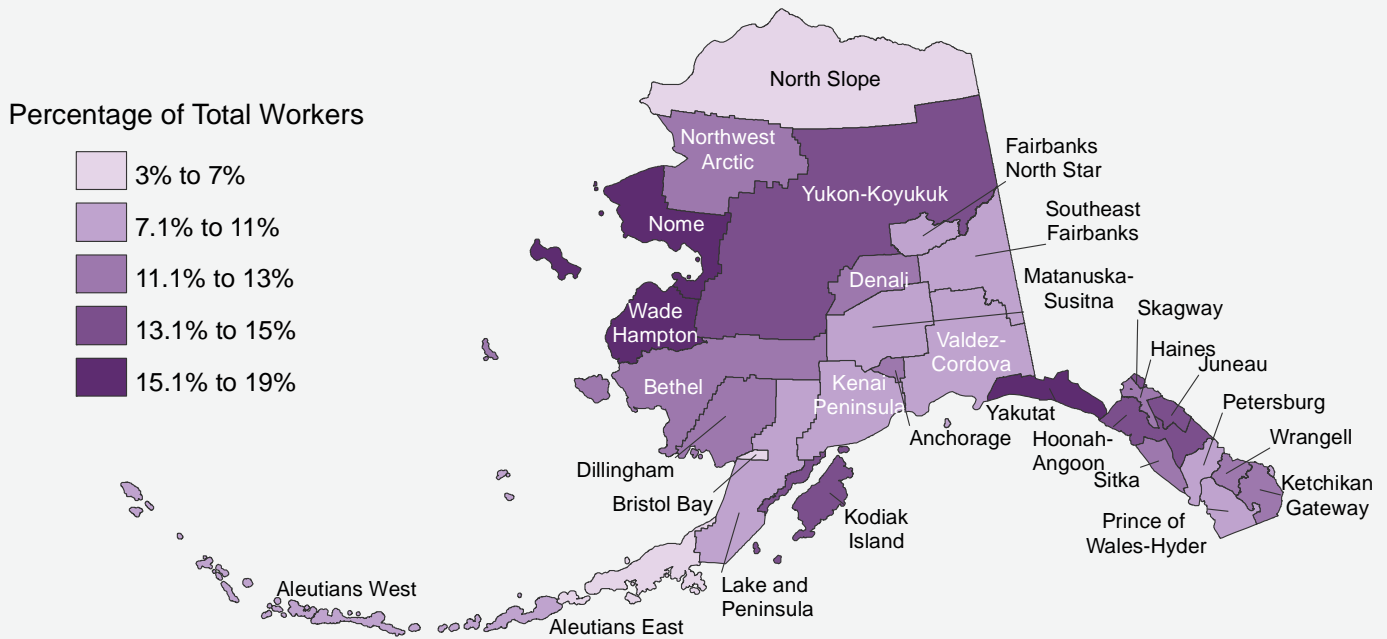 North Slope
Percentage of Total Workers
3% to 7%
7.1% to 11%
11.1% to 13%
13.1% to 15%
15.1% to 19%
Northwest
Arctic
Fairbanks
North Star
Yukon-Koyukuk
Southeast
Fairbanks
Nome
Denali
Matanuska-
Susitna
Wade
Hampton
Skagway
Haines
Juneau
Valdez-
Cordova
Bethel
Kenai
Peninsula
Petersburg
Yakutat
Anchorage
Hoonah-
Angoon
Wrangell
Dillingham
Sitka
Ketchikan
Gateway
Bristol Bay
Kodiak
Island
Prince of
Wales-Hyder
Lake and
Peninsula
Aleutians West
Aleutians East